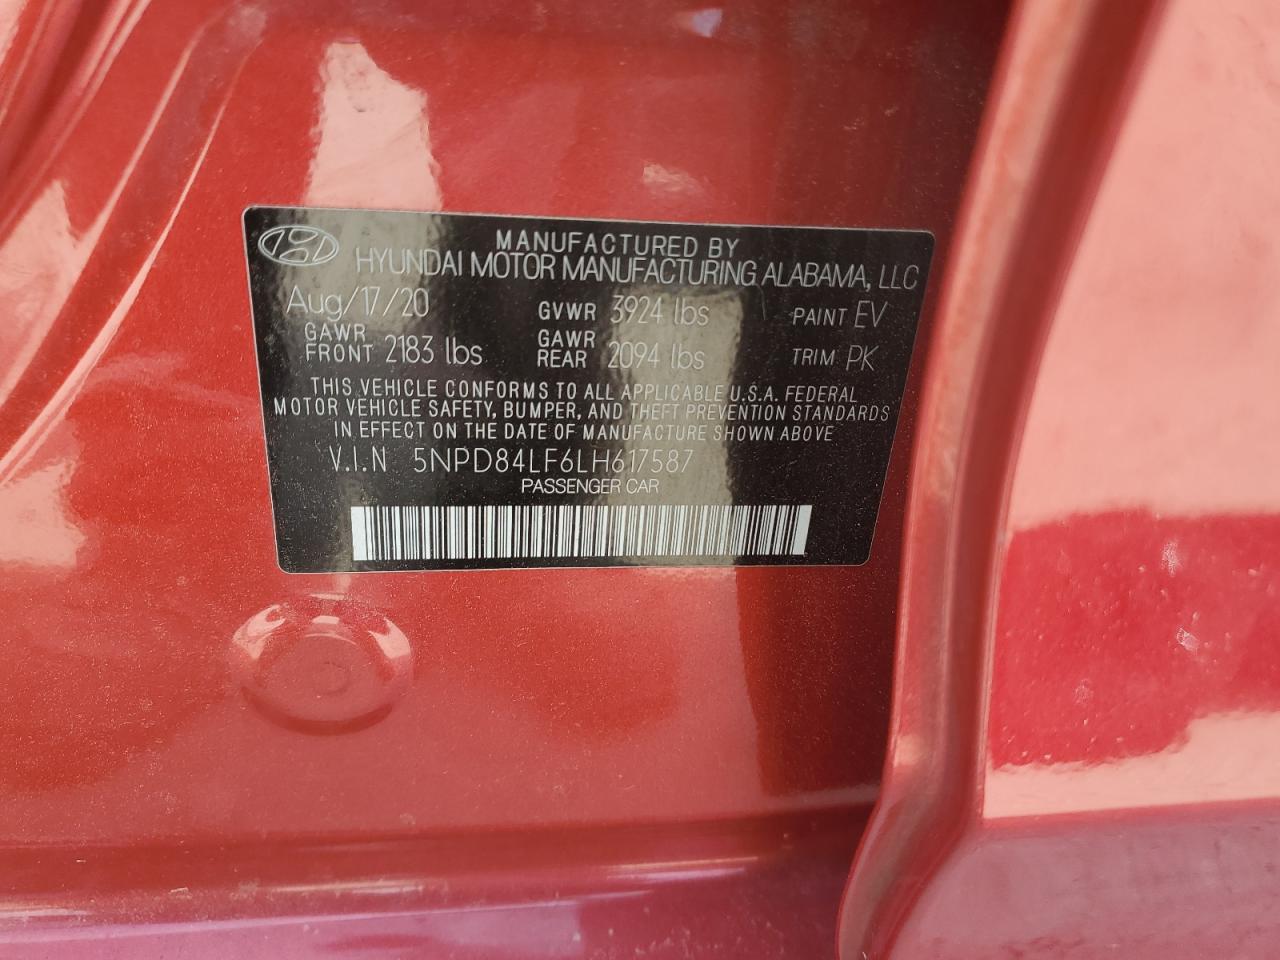 MANUFACTURED BY
HYUNDAI MOTOR MANUFACTURING ALABAMA, LLC
Aug/17/20 GVWR 3924 lbs PAINT EV
GAWR FRONT 2183 lbs GAWR REAR 2094 lbs TRIM PK
THIS VEHICLE CONFORMS TO ALL APPLICABLE U.S.A. FEDERAL
MOTOR VEHICLE SAFETY, BUMPER, AND THEFT PREVENTION STANDARDS
IN EFFECT ON THE DATE OF MANUFACTURE SHOWN ABOVE
V.I.N 5NPD84LF6LH617587
PASSENGER CAR